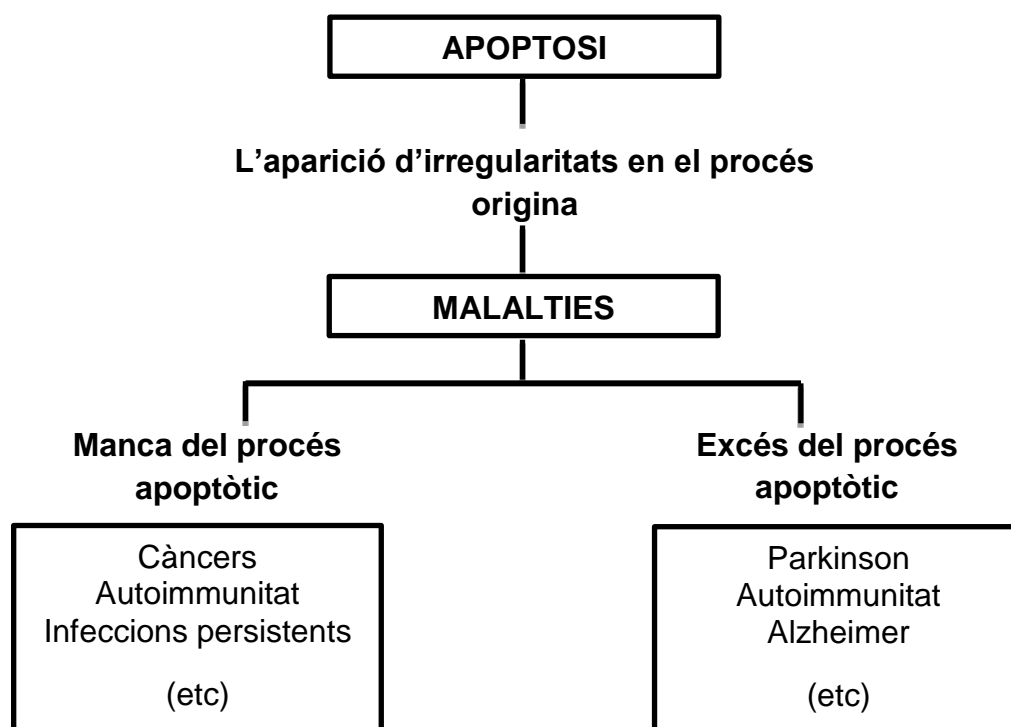 APOPTOSI
L’aparició d’irregularitats en el procés
origina
MALALTIES
Manca del procés
apoptòtic
Càncers
Autoimmunitat
Infeccions persistents
(etc)
Excés del procés
apoptòtic
Parkinson
Autoimmunitat
Alzheimer
(etc)